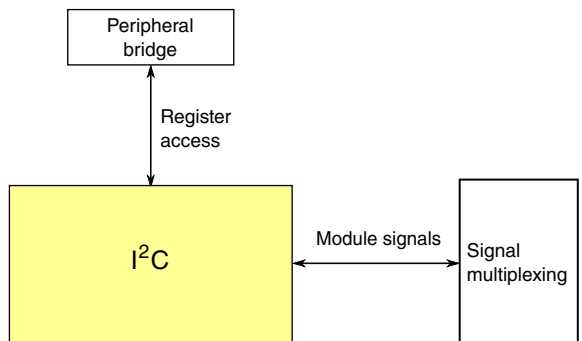 Peripheral
bridge
Register
access
I²C
Module signals
Signal
multiplexing